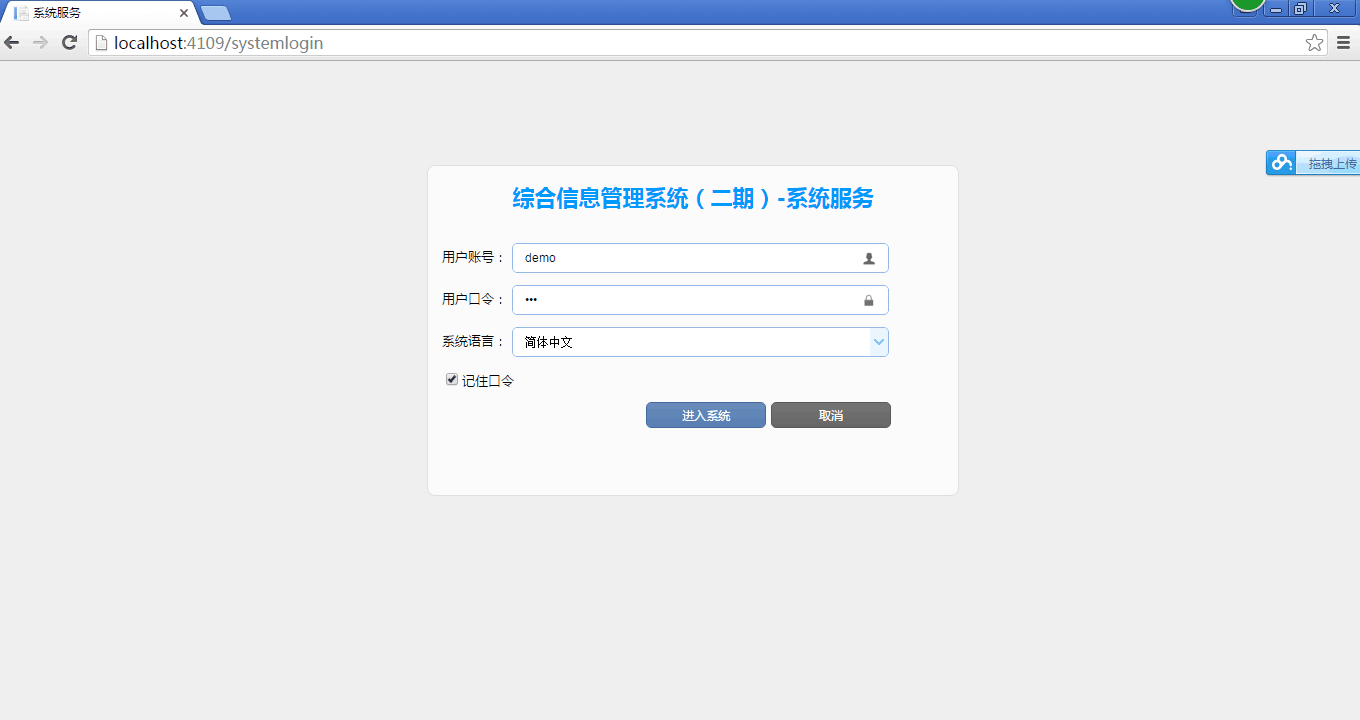 系统服务
localhost:4109/systemlogin
拖拽上传
综合信息管理系统（二期）-系统服务
用户账号： demo
用户口令： •••
系统语言： 简体中文
记住口令
进入系统 取消